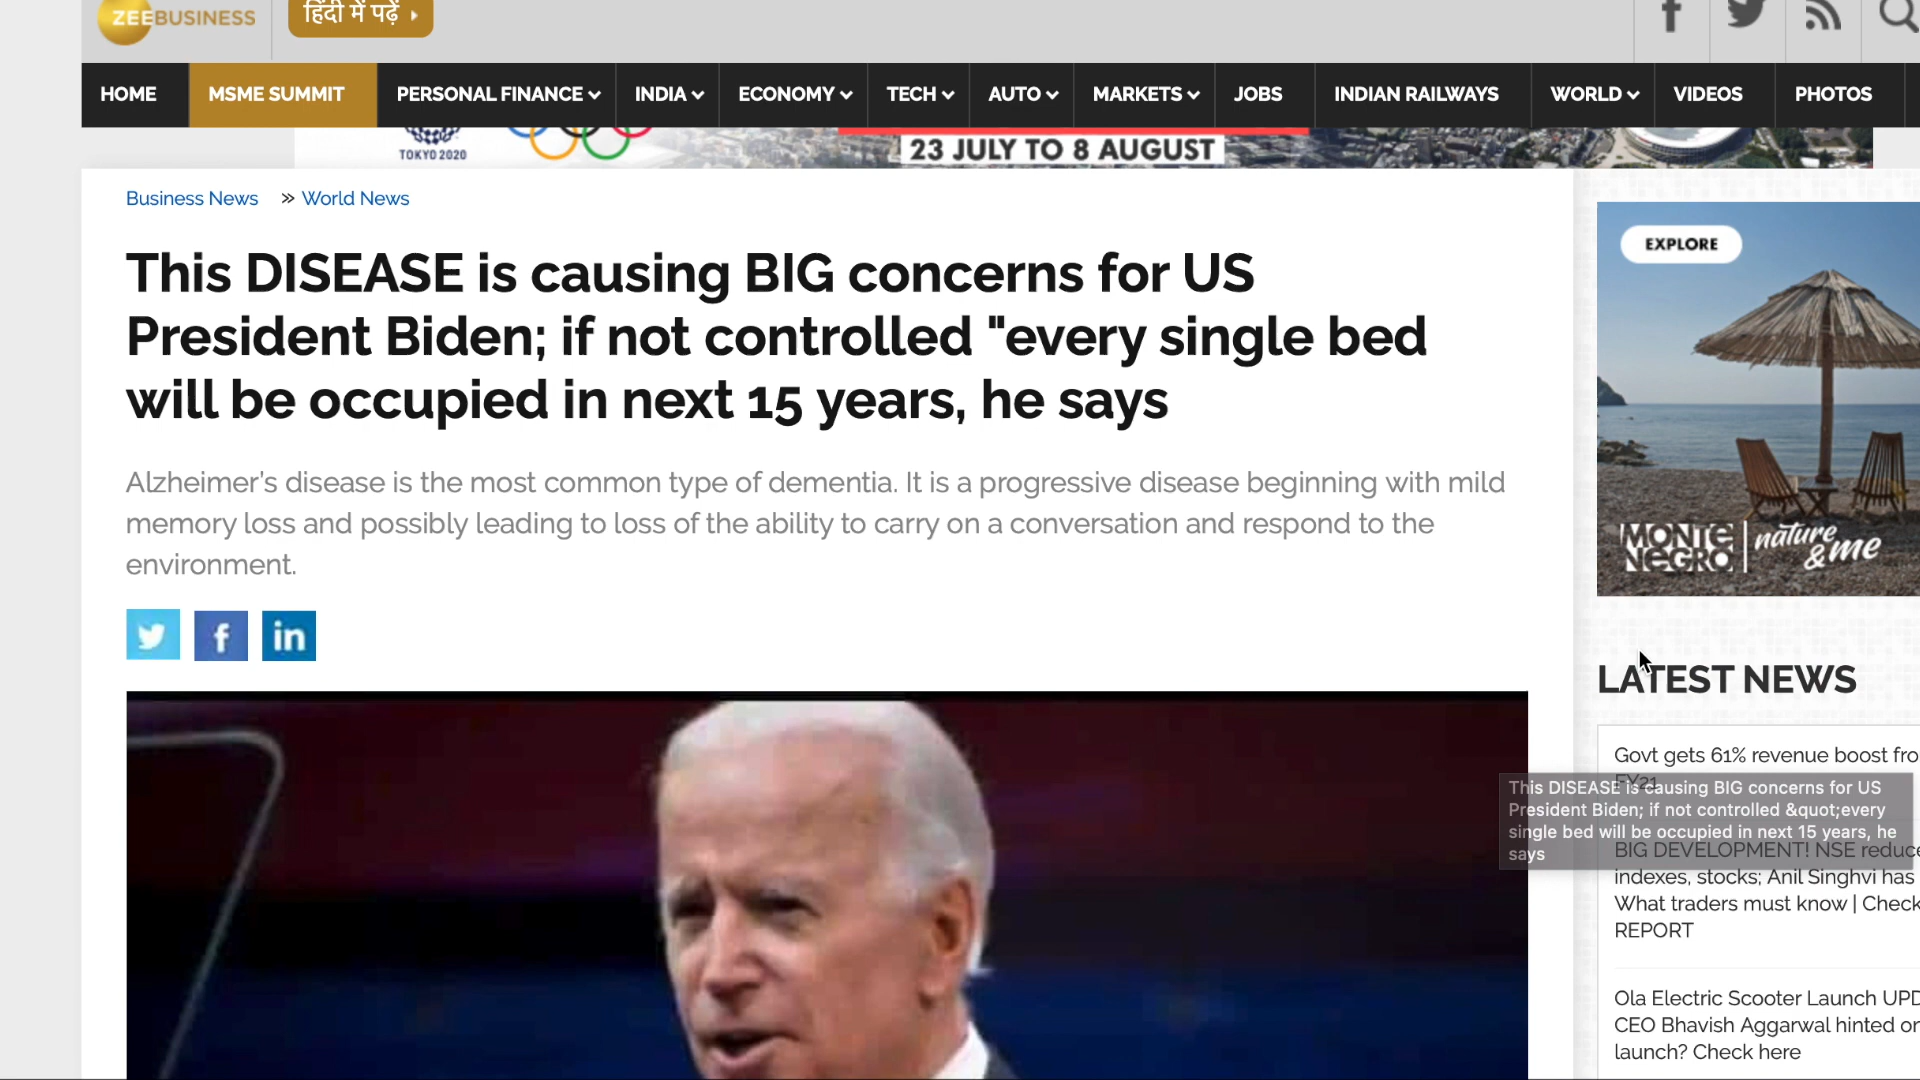 ZEEBUSINESS
हिंदी में पढ़ें
HOME
MSME SUMMIT
PERSONAL FINANCE
INDIA
ECONOMY
TECH
AUTO
MARKETS
JOBS
INDIAN RAILWAYS
WORLD
VIDEOS
PHOTOS
TOKYO 2020
23 JULY TO 8 AUGUST
Business News » World News
This DISEASE is causing BIG concerns for US
President Biden; if not controlled "every single bed
will be occupied in next 15 years, he says
Alzheimer's disease is the most common type of dementia. It is a progressive disease beginning with mild
memory loss and possibly leading to loss of the ability to carry on a conversation and respond to the
environment.
EXPLORE
MONTE
NEGRO
nature
&me
LATEST NEWS
Govt gets 61% revenue boost fro
FY21
This DISEASE is causing BIG concerns for US
President Biden; if not controlled &quot;every
single bed will be occupied in next 15 years, he
says
BIG DEVELOPMENT! NSE reduce
indexes, stocks; Anil Singhvi has
What traders must know | Check
REPORT
Ola Electric Scooter Launch UPD
CEO Bhavish Aggarwal hinted or
launch? Check here